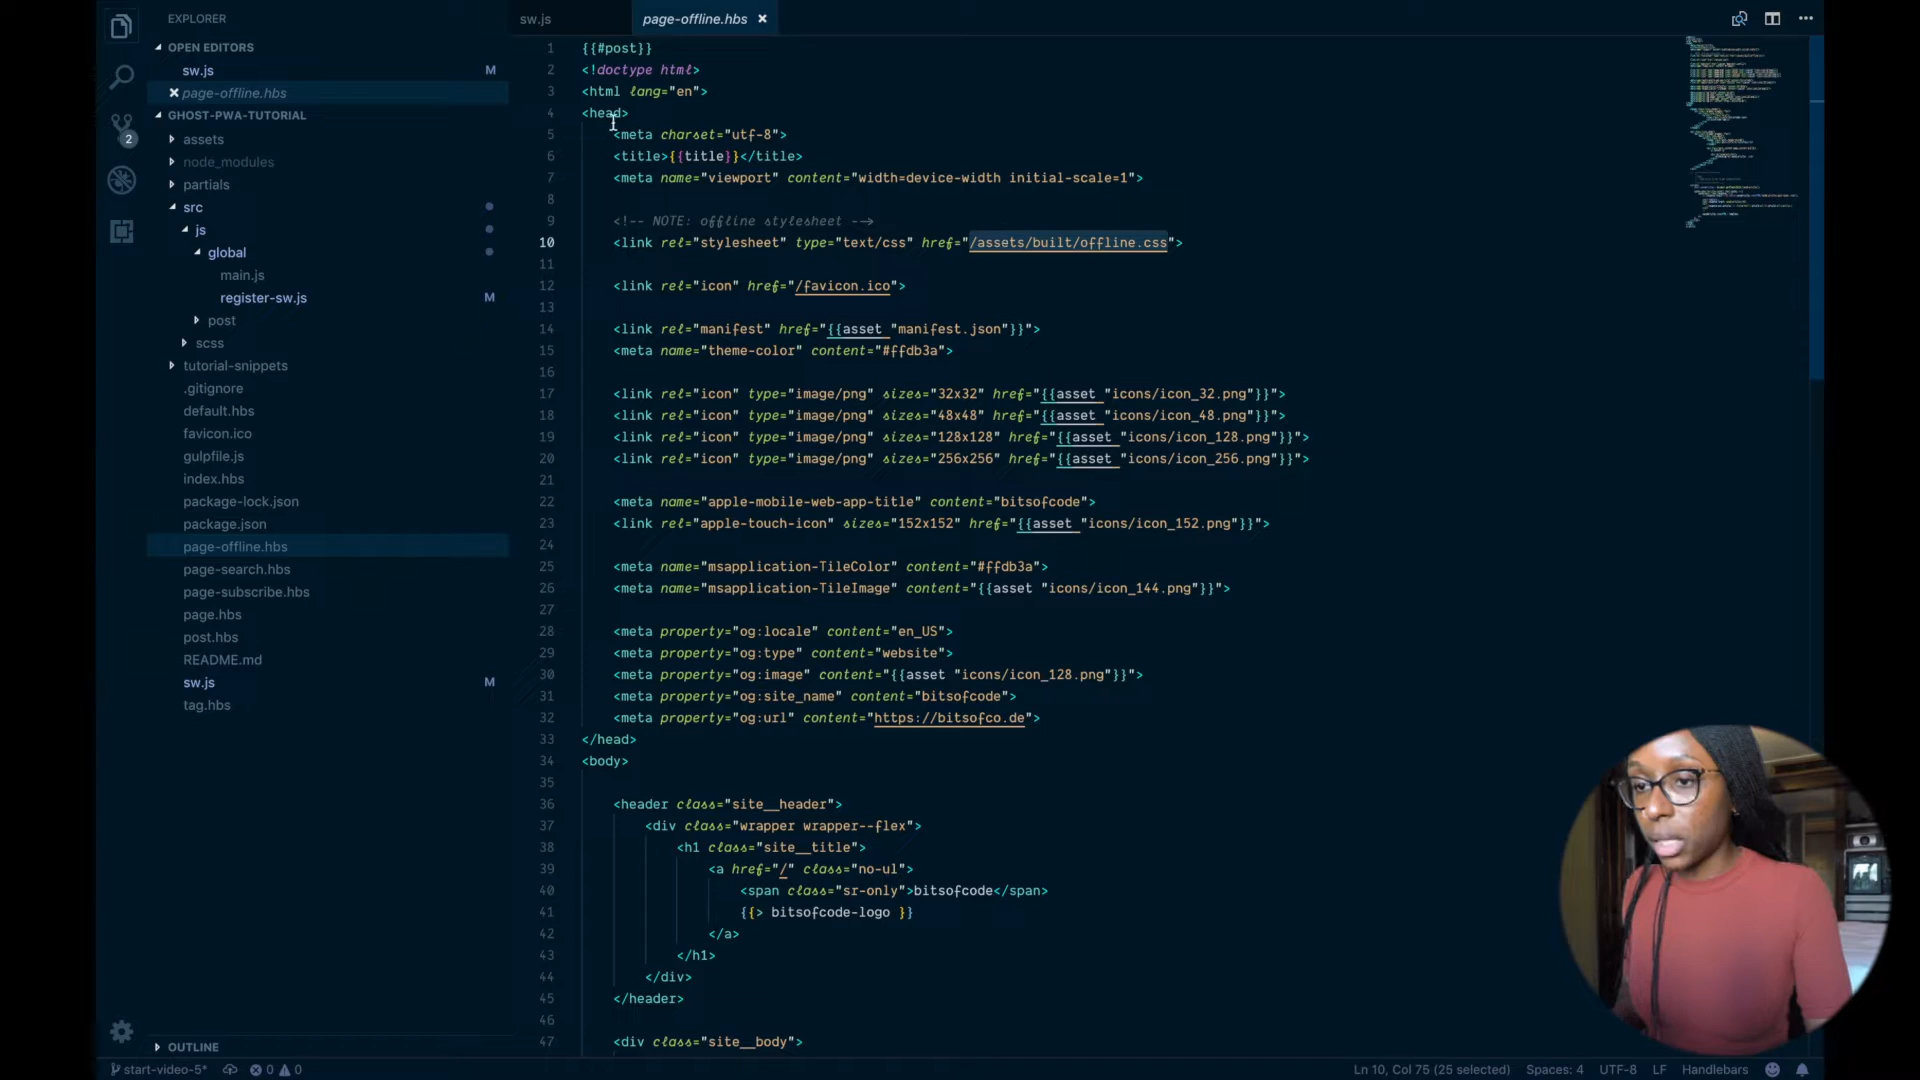 EXPLORER
OPEN EDITORS
sw.js M
page-offline.hbs
GHOST-PWA-TUTORIAL
assets
node_modules
partials
src
js
global
main.js
register-sw.js M
post
scss
tutorial-snippets
.gitignore
default.hbs
favicon.ico
gulpfile.js
index.hbs
package-lock.json
package.json
page-offline.hbs
page-search.hbs
page-subscribe.hbs
page.hbs
post.hbs
README.md
sw.js M
tag.hbs
OUTLINE
2
sw.js page-offline.hbs
1 {{#post}}
2 <!doctype html>
3 <html lang="en">
4 <head>
5 <meta charset="utf-8">
6 <title>{{title}}</title>
7 <meta name="viewport" content="width=device-width initial-scale=1">
8
9 <!-- NOTE: offline stylesheet -->
10 <link rel="stylesheet" type="text/css" href="/assets/built/offline.css">
11
12 <link rel="icon" href="/favicon.ico">
13
14 <link rel="manifest" href="{{asset "manifest.json"}}">
15 <meta name="theme-color" content="#ffdb3a">
16
17 <link rel="icon" type="image/png" sizes="32x32" href="{{asset "icons/icon_32.png"}}">
18 <link rel="icon" type="image/png" sizes="48x48" href="{{asset "icons/icon_48.png"}}">
19 <link rel="icon" type="image/png" sizes="128x128" href="{{asset "icons/icon_128.png"}}">
20 <link rel="icon" type="image/png" sizes="256x256" href="{{asset "icons/icon_256.png"}}">
21
22 <meta name="apple-mobile-web-app-title" content="bitsofcode">
23 <link rel="apple-touch-icon" sizes="152x152" href="{{asset "icons/icon_152.png"}}">
24
25 <meta name="msapplication-TileColor" content="#ffdb3a">
26 <meta name="msapplication-TileImage" content="{{asset "icons/icon_144.png"}}">
27
28 <meta property="og:locale" content="en_US">
29 <meta property="og:type" content="website">
30 <meta property="og:image" content="{{asset "icons/icon_128.png"}}">
31 <meta property="og:site_name" content="bitsofcode">
32 <meta property="og:url" content="https://bitsofco.de">
33 </head>
34 <body>
35
36 <header class="site__header">
37 <div class="wrapper wrapper--flex">
38 <h1 class="site__title">
39 <a href="/" class="no-ul">
40 <span class="sr-only">bitsofcode</span>
41 {{> bitsofcode-logo }}
42 </a>
43 </h1>
44 </div>
45 </header>
46
47 <div class="site__body">
start-video-5* 0 0 Ln 10, Col 75 (25 selected) Spaces: 4 UTF-8 LF Handlebars